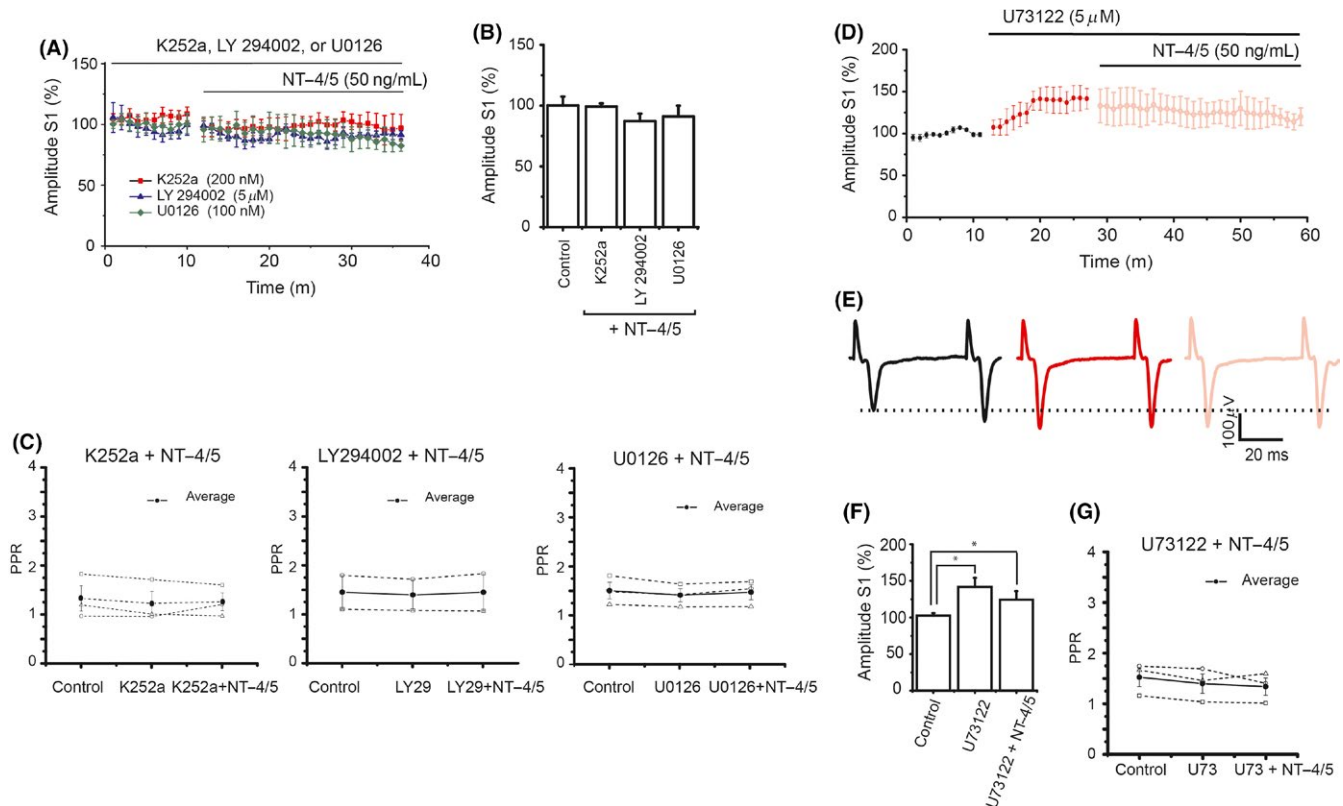 (A)
K252a, LY 294002, or U0126
NT–4/5 (50 ng/mL)
Amplitude S1 (%)
150
100
50
0
K252a (200 nM)
LY 294002 (5 μM)
U0126 (100 nM)
0 10 20 30 40
Time (m)
(B)
Amplitude S1 (%)
150
100
50
0
Control
K252a
LY 294002
U0126
+ NT–4/5
(C)
K252a + NT–4/5
Average
PPR
4
3
2
1
0
Control K252a K252a+NT–4/5
LY294002 + NT–4/5
Average
4
3
2
1
0
Control LY29 LY29+NT–4/5
U0126 + NT–4/5
Average
PPR
4
3
2
1
0
Control U0126 U0126+NT–4/5
(D)
U73122 (5 μM)
NT–4/5 (50 ng/mL)
Amplitude S1 (%)
200
150
100
50
0
0 10 20 30 40 50 60
Time (m)
(E)
100 μV
20 ms
(F)
Amplitude S1 (%)
200
150
100
50
0
*
*
Control
U73122
U73122 + NT–4/5
(G)
U73122 + NT–4/5
Average
PPR
4
3
2
1
0
Control U73 U73 + NT–4/5